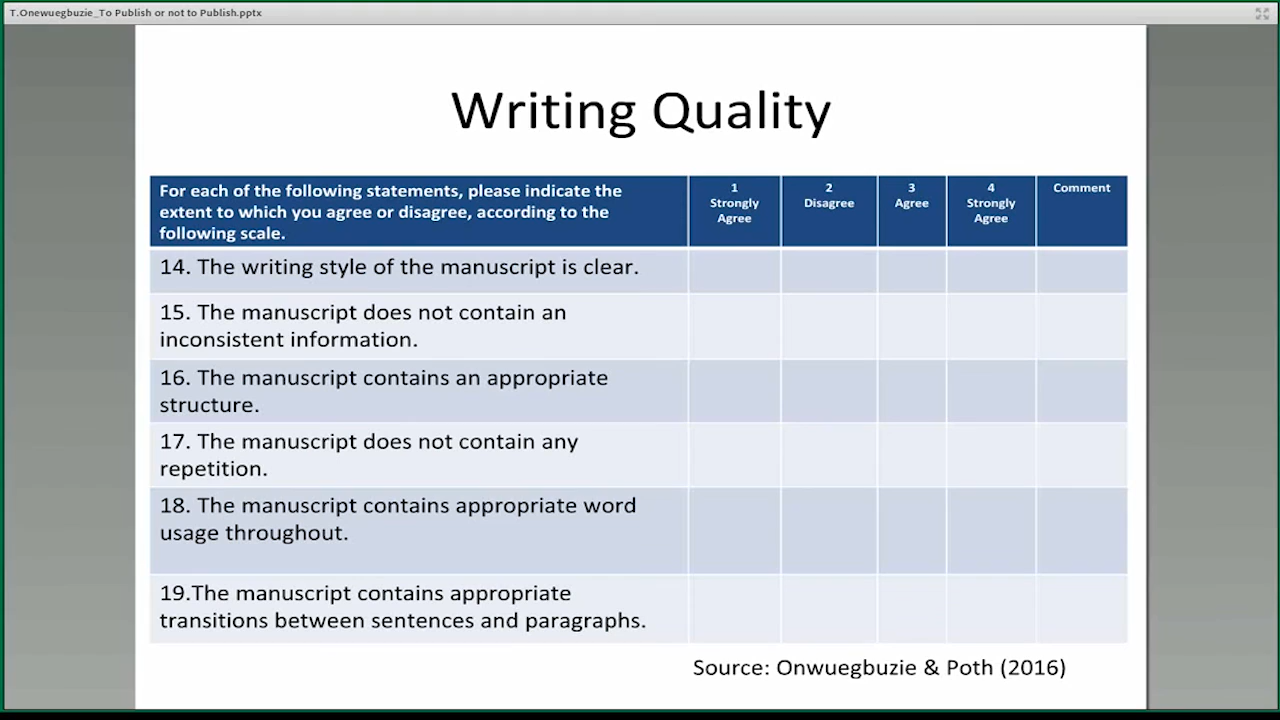 T.Onewuegbuzie_To Publish or not to Publish.pptx
Writing Quality
For each of the following statements, please indicate the
extent to which you agree or disagree, according to the
following scale.
1
Strongly
Agree
2
Disagree
3
Agree
4
Strongly
Agree
Comment
14. The writing style of the manuscript is clear.
15. The manuscript does not contain an
inconsistent information.
16. The manuscript contains an appropriate
structure.
17. The manuscript does not contain any
repetition.
18. The manuscript contains appropriate word
usage throughout.
19.The manuscript contains appropriate
transitions between sentences and paragraphs.
Source: Onwuegbuzie & Poth (2016)